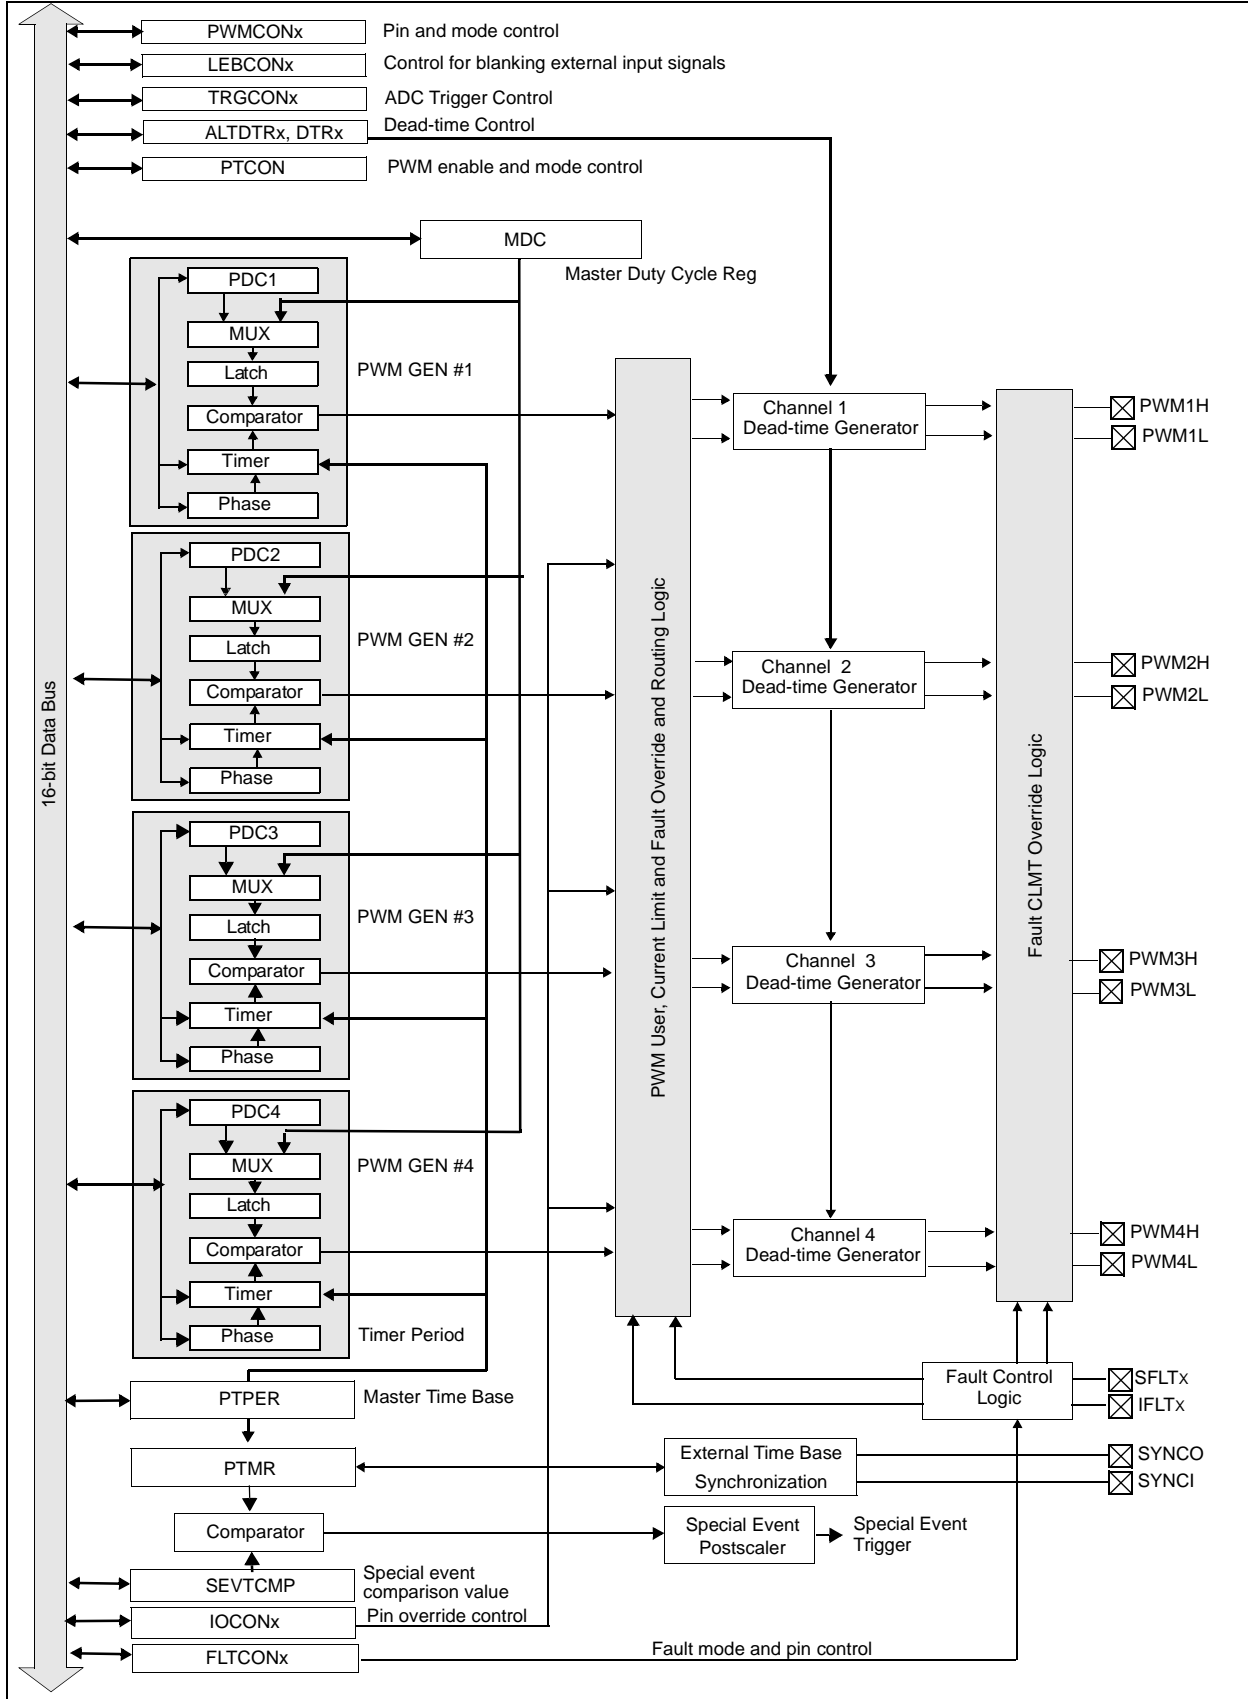 PWMCONx
Pin and mode control
LEBCONx
Control for blanking external input signals
TRGCONx
ADC Trigger Control
ALTDTRx, DTRx
Dead-time Control
PTCON
PWM enable and mode control
MDC
Master Duty Cycle Reg
16-bit Data Bus
PDC1
MUX
Latch
Comparator
Timer
Phase
PWM GEN #1
PDC2
MUX
Latch
Comparator
Timer
Phase
PWM GEN #2
PDC3
MUX
Latch
Comparator
Timer
Phase
PWM GEN #3
PDC4
MUX
Latch
Comparator
Timer
Phase
PWM GEN #4
Timer Period
PWM User, Current Limit and Fault Override and Routing Logic
Channel 1
Dead-time Generator
Channel 2
Dead-time Generator
Channel 3
Dead-time Generator
Channel 4
Dead-time Generator
Fault CLMT Override Logic
PWM1H
PWM1L
PWM2H
PWM2L
PWM3H
PWM3L
PWM4H
PWM4L
Fault Control
Logic
SFLTX
IFLTX
PTPER
Master Time Base
PTMR
External Time Base
Synchronization
SYNCO
SYNCI
Comparator
Special Event
Postscaler
Special Event
Trigger
SEVTCMP
Special event
comparison value
IOCONx
Pin override control
FLTCONx
Fault mode and pin control